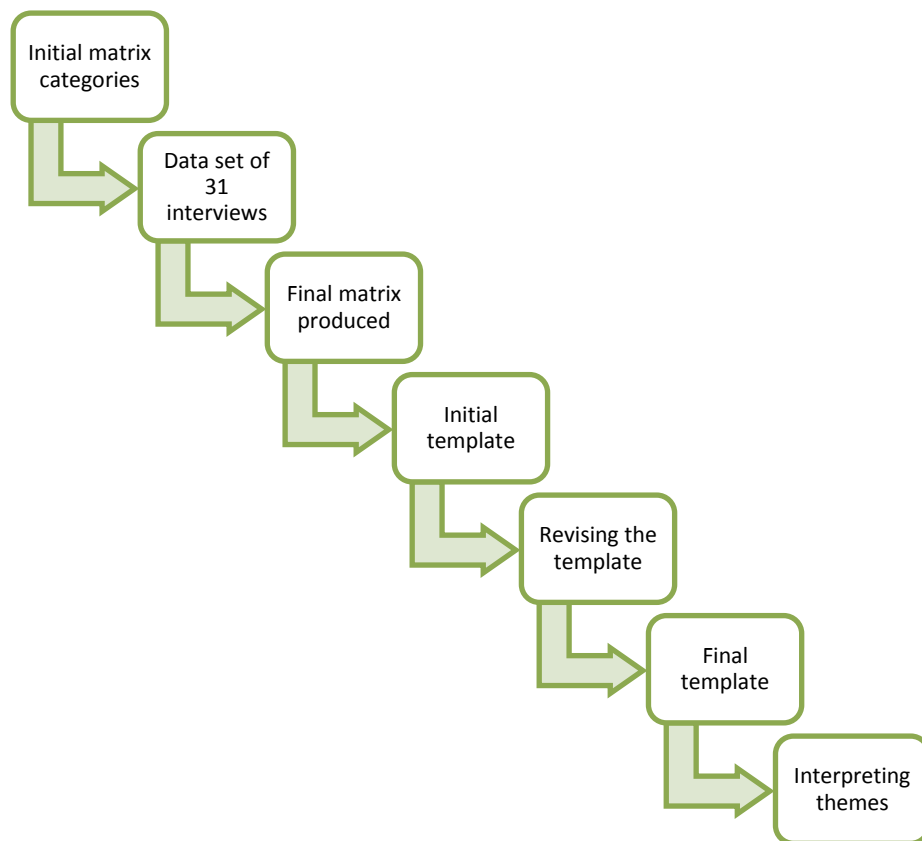 Initial matrix
categories
Data set of
31
interviews
Final matrix
produced
Initial
template
Revising the
template
Final
template
Interpreting
themes